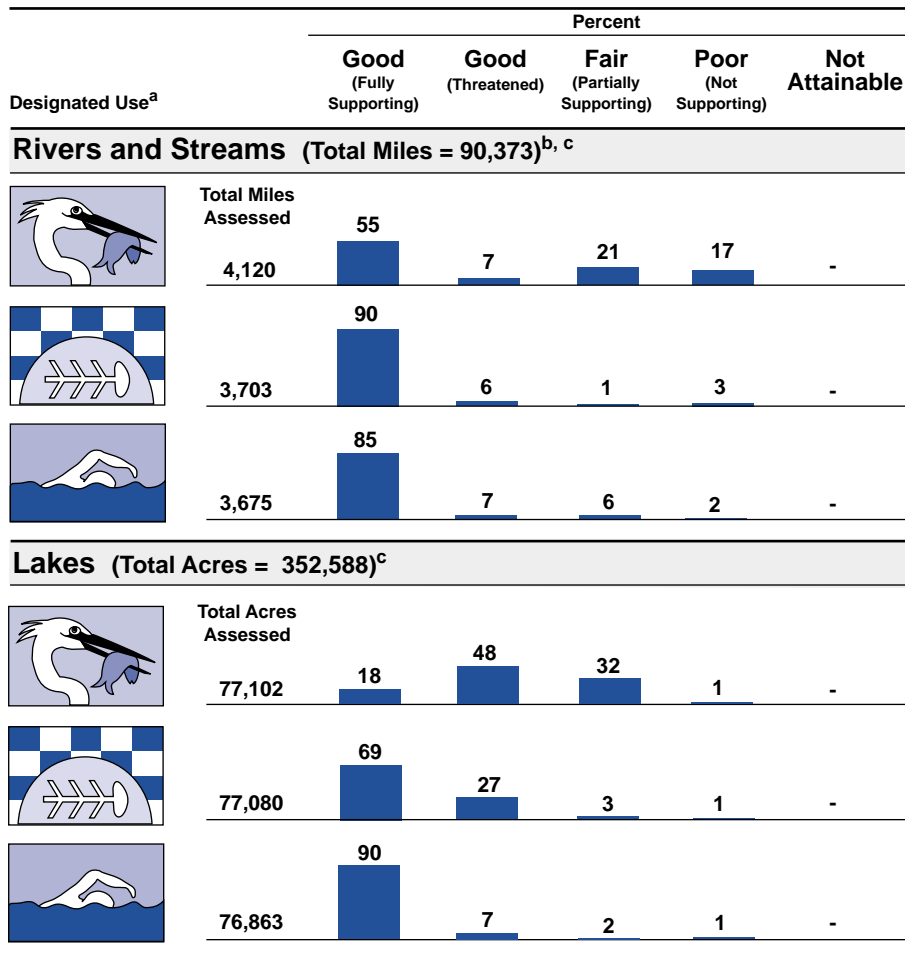 Percent
Designated Use^a
Good (Fully Supporting)
Good (Threatened)
Fair (Partially Supporting)
Poor (Not Supporting)
Not Attainable
Rivers and Streams (Total Miles = 90,373)^b, c
Total Miles Assessed
4,120 55 7 21 17 -
3,703 90 6 1 3 -
3,675 85 7 6 2 -
Lakes (Total Acres = 352,588)^c
Total Acres Assessed
77,102 18 48 32 1 -
77,080 69 27 3 1 -
76,863 90 7 2 1 -